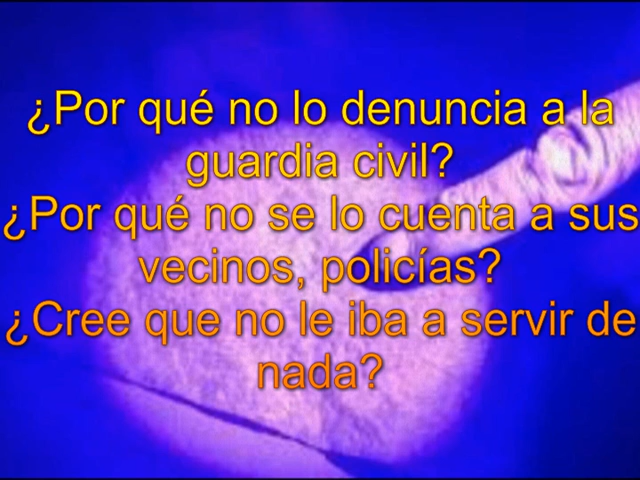 ¿Por qué no lo denuncia a la
guardia civil?
¿Por qué no se lo cuenta a sus
vecinos, policías?
¿Cree que no le iba a servir de
nada?